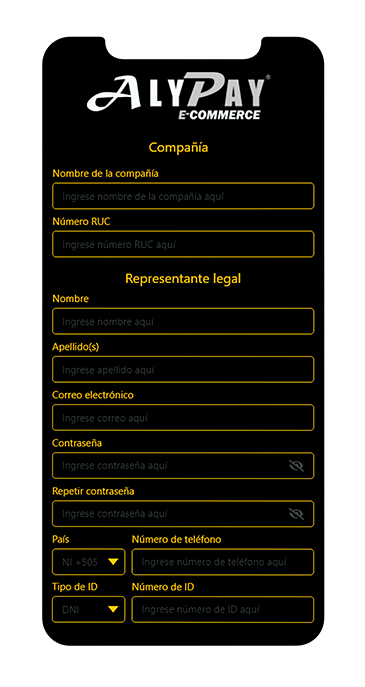 ALYPAY®
E-COMMERCE
Compañía
Nombre de la compañía
Ingrese nombre de la compañía aquí
Número RUC
Ingrese número RUC aquí
Representante legal
Nombre
Ingrese nombre aquí
Apellido(s)
Ingrese apellido aquí
Correo electrónico
Ingrese correo aquí
Contraseña
Ingrese contraseña aquí
Repetir contraseña
Ingrese contraseña aquí
País Número de teléfono
NI +505 Ingrese número de teléfono aquí
Tipo de ID Número de ID
DNI Ingrese número de ID aquí